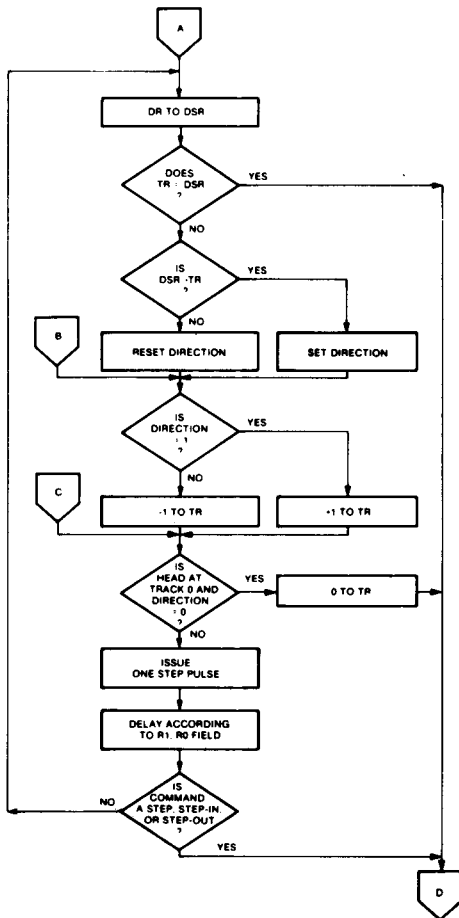 A
DR TO DSR
DOES
TR = DSR
?
YES
NO
IS
DSR >TR
?
YES
NO
B
RESET DIRECTION
SET DIRECTION
IS
DIRECTION
= 1
?
YES
NO
C
-1 TO TR
+1 TO TR
IS
HEAD AT
TRACK 0 AND
DIRECTION
= 0
?
YES
0 TO TR
NO
ISSUE
ONE STEP PULSE
DELAY ACCORDING
TO R1, R0 FIELD
IS
COMMAND
A STEP, STEP-IN,
OR STEP-OUT
?
NO
YES
D